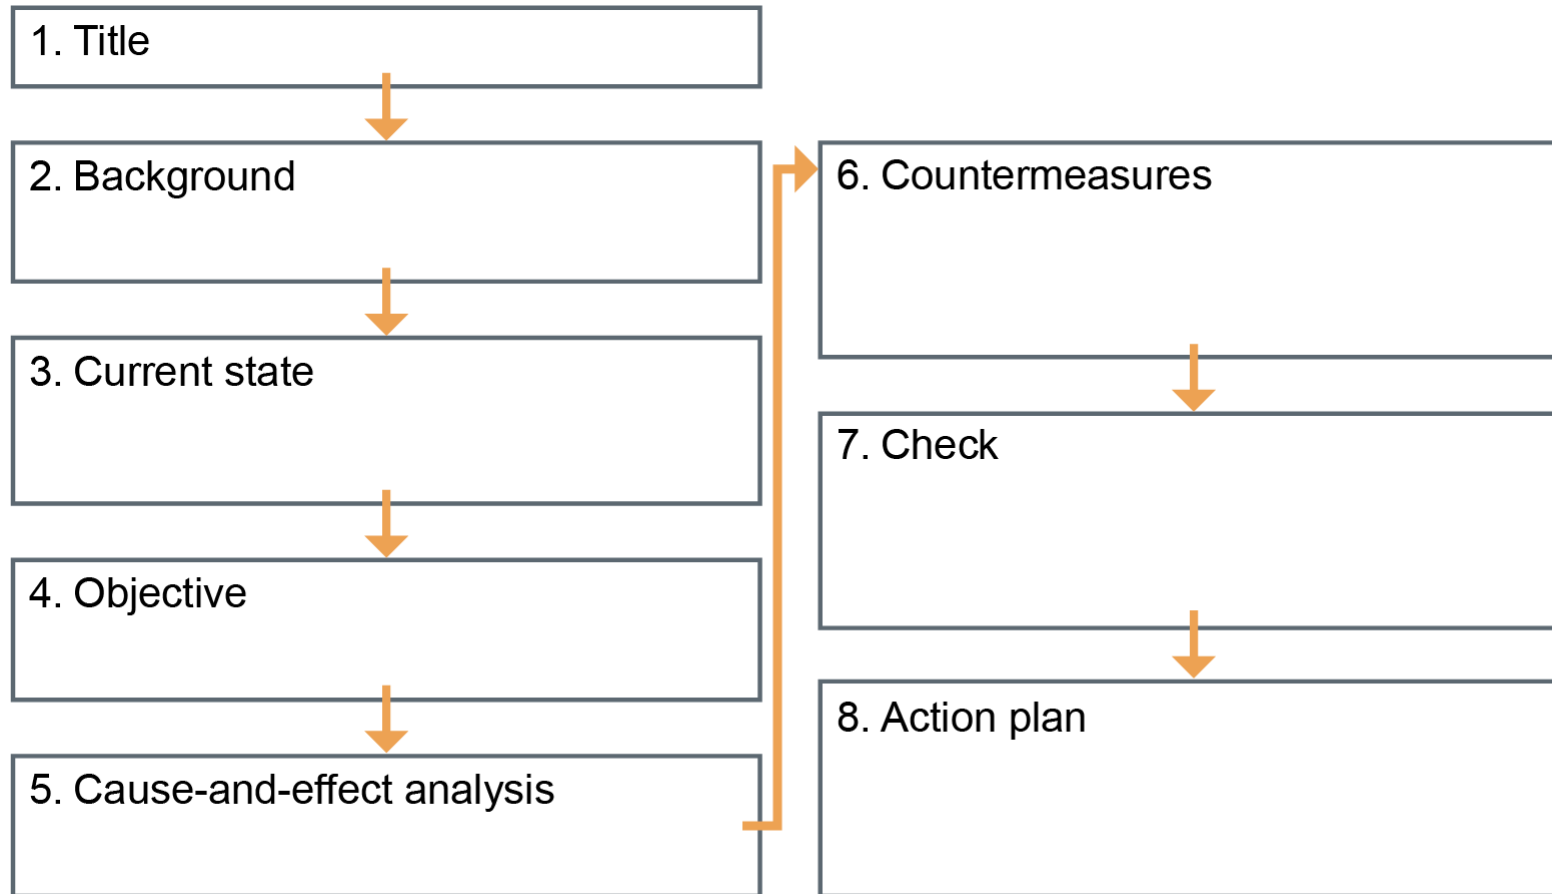 1. Title
2. Background
3. Current state
4. Objective
5. Cause-and-effect analysis
6. Countermeasures
7. Check
8. Action plan